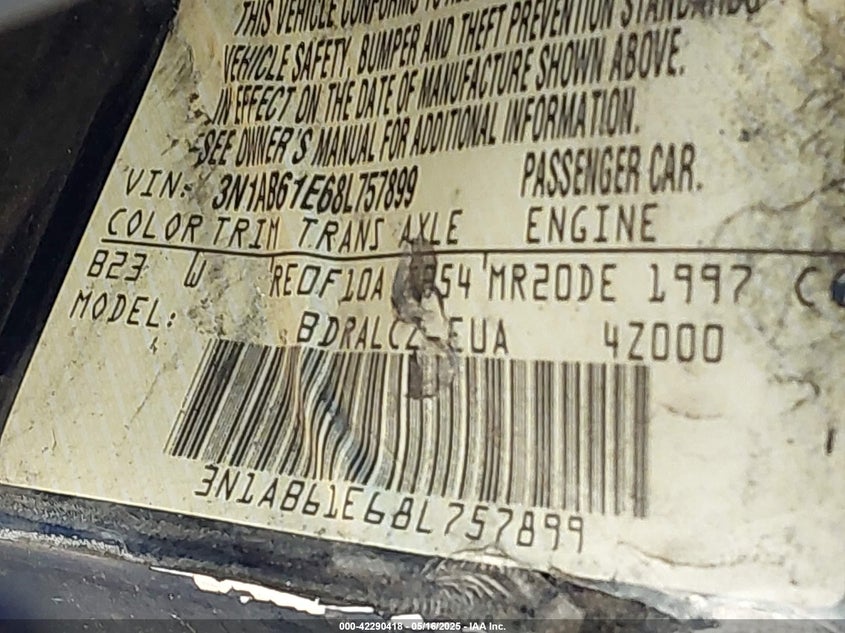 THIS VEHICLE CONFORMS TO
VEHICLE SAFETY, BUMPER AND THEFT PREVENTION STANDARDS
IN EFFECT ON THE DATE OF MANUFACTURE SHOWN ABOVE.
SEE OWNER'S MANUAL FOR ADDITIONAL INFORMATION.
VIN: 3N1AB61E68L757899 PASSENGER CAR.
COLOR TRIM TRANS AXLE ENGINE
B23 W RE0F10A MR20DE 1997 C
MODEL: BDRALCZ-EUA 4Z000
3N1AB61E68L757899
000-42290418 - 05/16/2025 - IAA Inc.